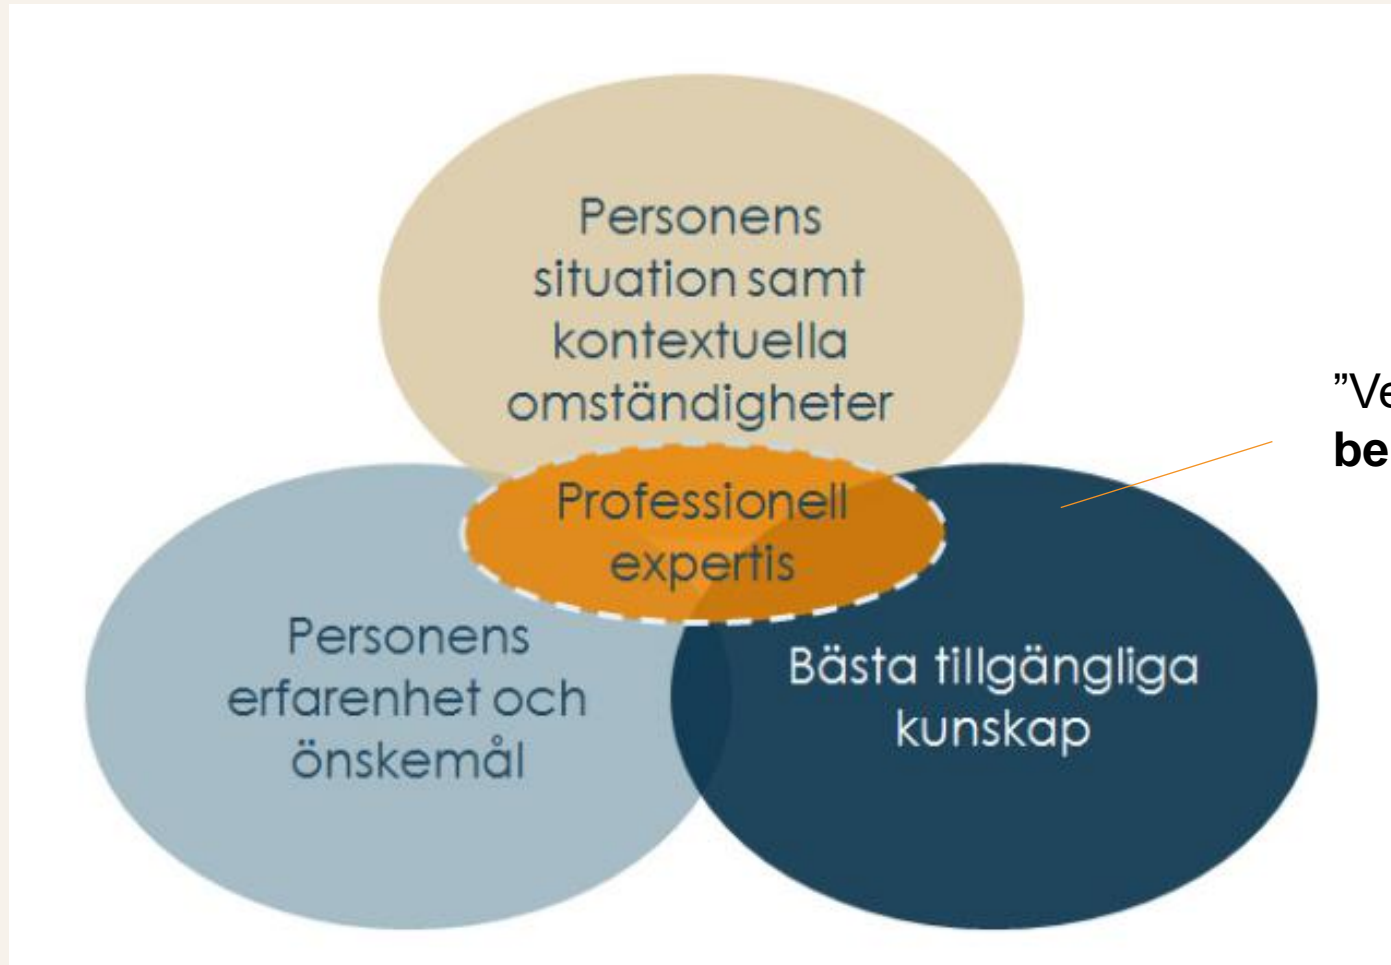 Personens
situation samt
kontextuella
omständigheter
Professionell
expertis
Personens
erfarenhet och
önskemål
Bästa tillgängliga
kunskap